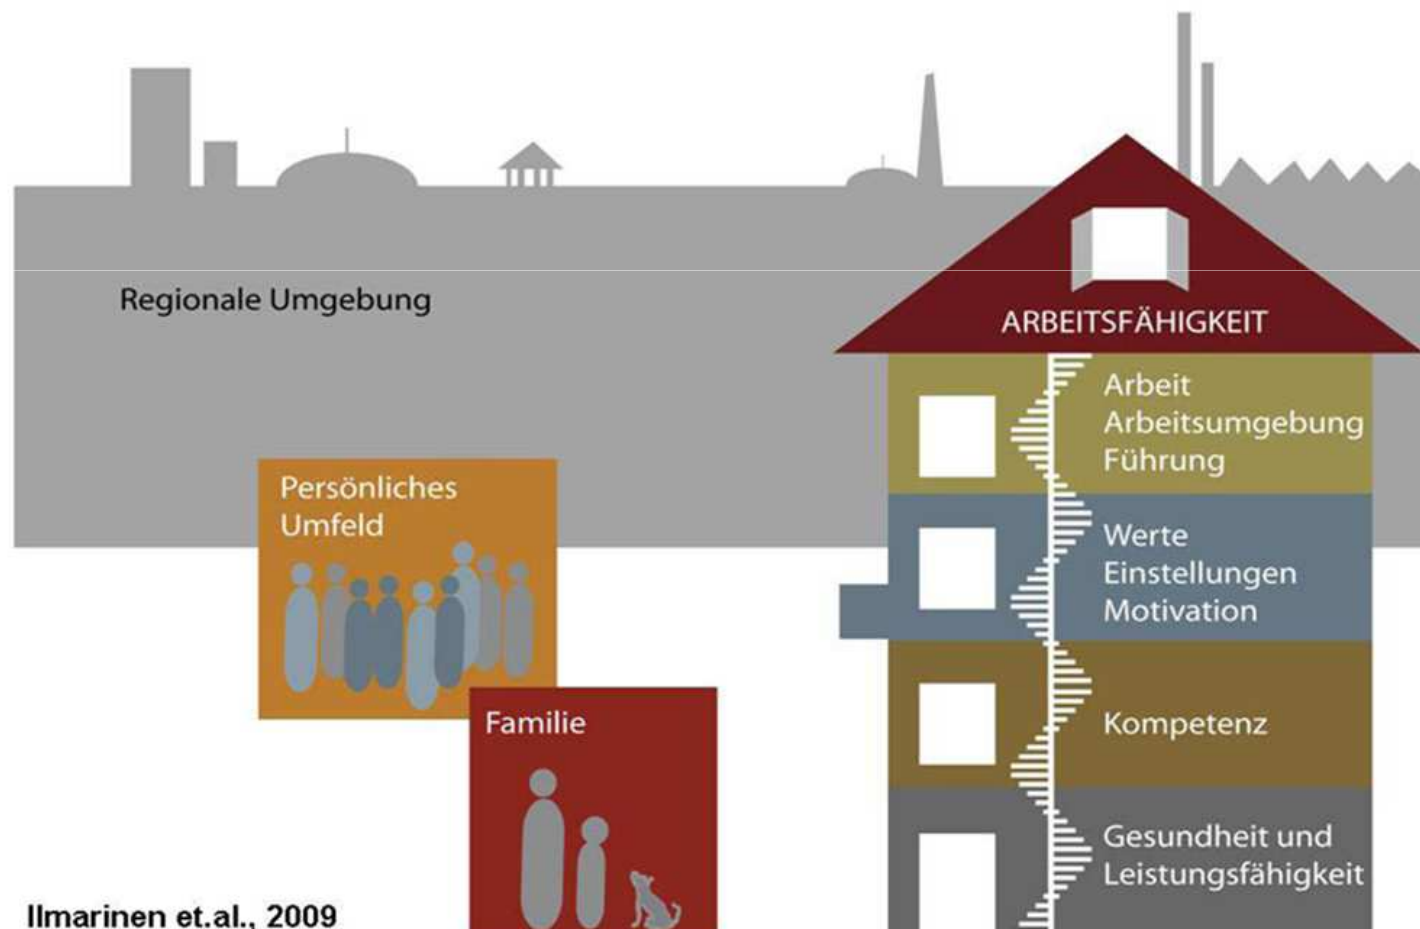 Regionale Umgebung
Persönliches
Umfeld
Familie
Ilmarinen et.al., 2009
ARBEITSFÄHIGKEIT
Arbeit
Arbeitsumgebung
Führung
Werte
Einstellungen
Motivation
Kompetenz
Gesundheit und
Leistungsfähigkeit